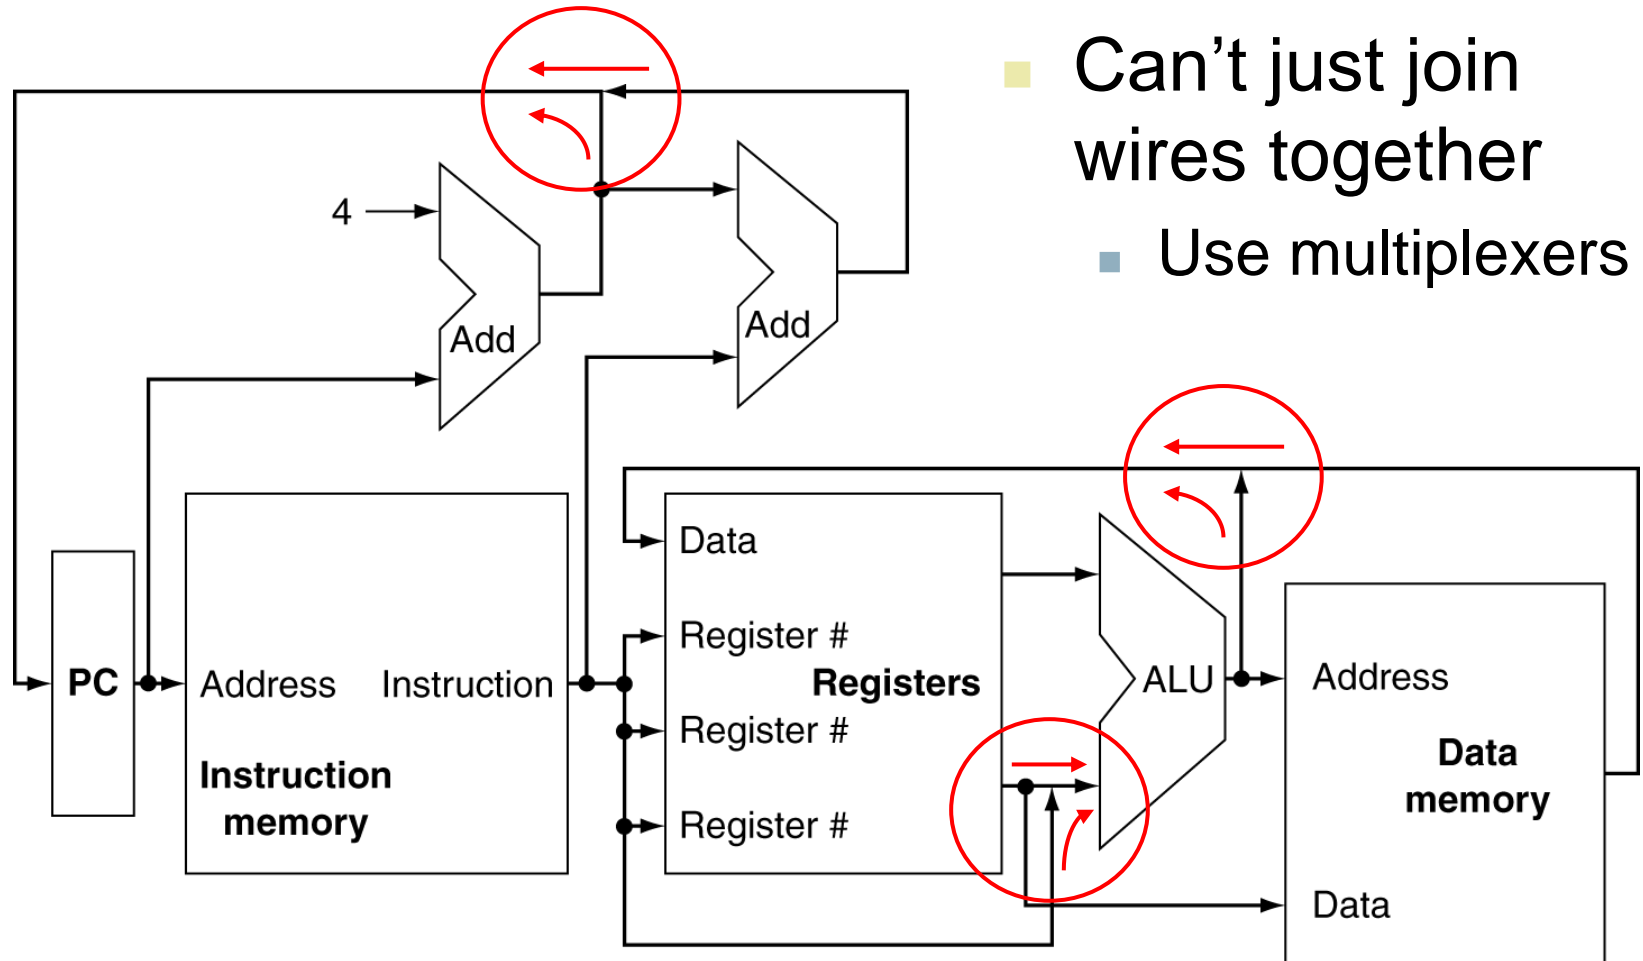 Can't just join
wires together
Use multiplexers
4
Add
Add
Data
Register #
PC
Address
Instruction
Registers
ALU
Address
Register #
Instruction
memory
Data
memory
Register #
Data